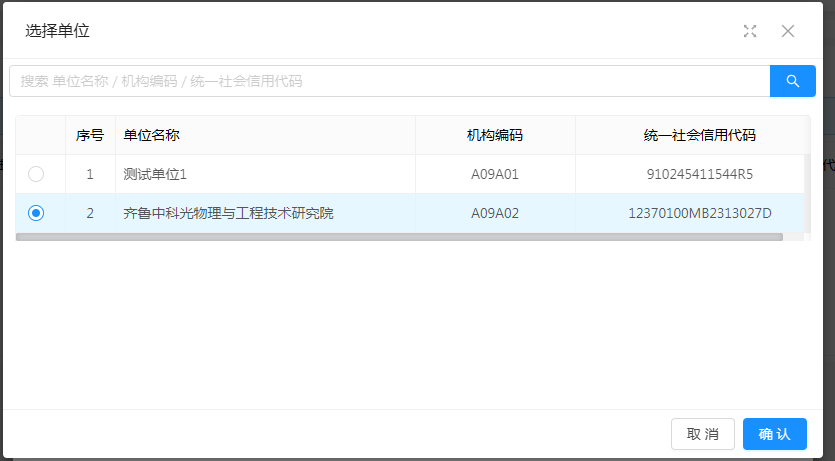 选择单位
搜索 单位名称 / 机构编码 / 统一社会信用代码
序号 单位名称 机构编码 统一社会信用代码
1 测试单位1 A09A01 910245411544R5
2 齐鲁中科光物理与工程技术研究院 A09A02 12370100MB2313027D
代
取 消 确 认